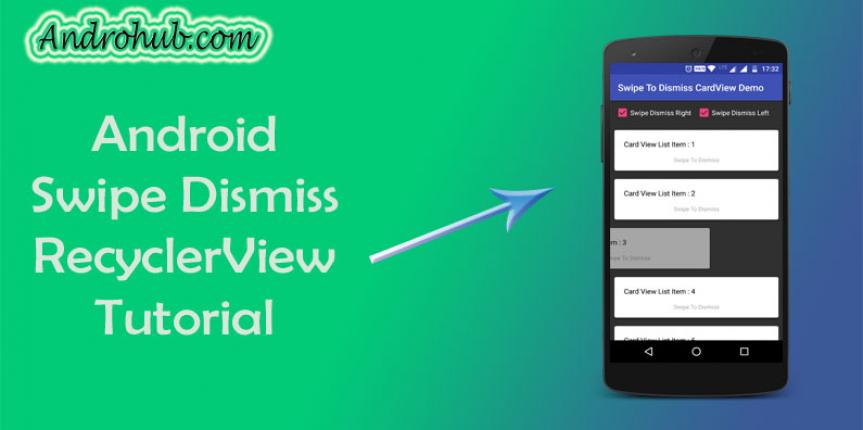 Androhub.com
Android
Swipe Dismiss
RecyclerView
Tutorial
LTE 17:32
Swipe To Dismiss CardView Demo
Swipe Dismiss Right Swipe Dismiss Left
Card View List Item : 1
Swipe To Dismiss
Card View List Item : 2
Swipe To Dismiss
m : 3
To Dismiss
Card View List Item : 4
Swipe To Dismiss